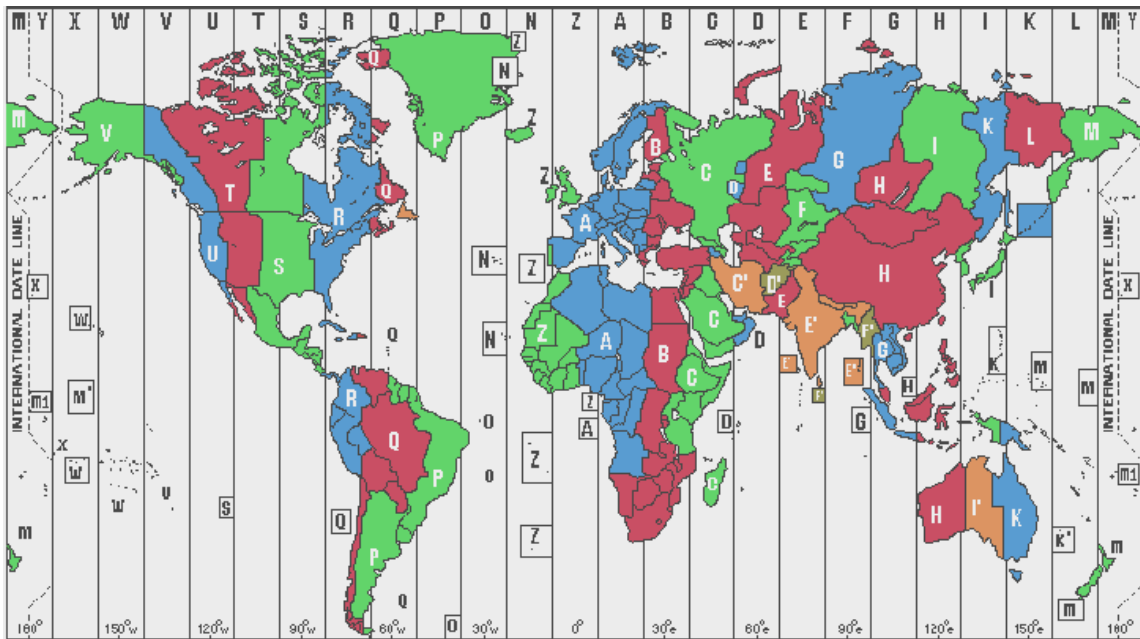 M Y X W V U T S R Q P O N Z A B C D E F G H I K L M Y
Q Z
N
m V P Z K L M
T B C E G I
Q Z D H
R A F
U S N Z H
C' D' E
X W Q N Z A B C D E' F' G I K M X
E' F' E* H
M' R C Z A D G M
m1 Q O
X W P O Z C m1
W U S Q Z H I' K K' m
m P Z
Q O m
INTERNATIONAL DATE LINE
INTERNATIONAL DATE LINE
180° 150°w 120°w 90°w 60°w 30°w 0° 30°e 60°e 90°e 120°e 150°e 180°